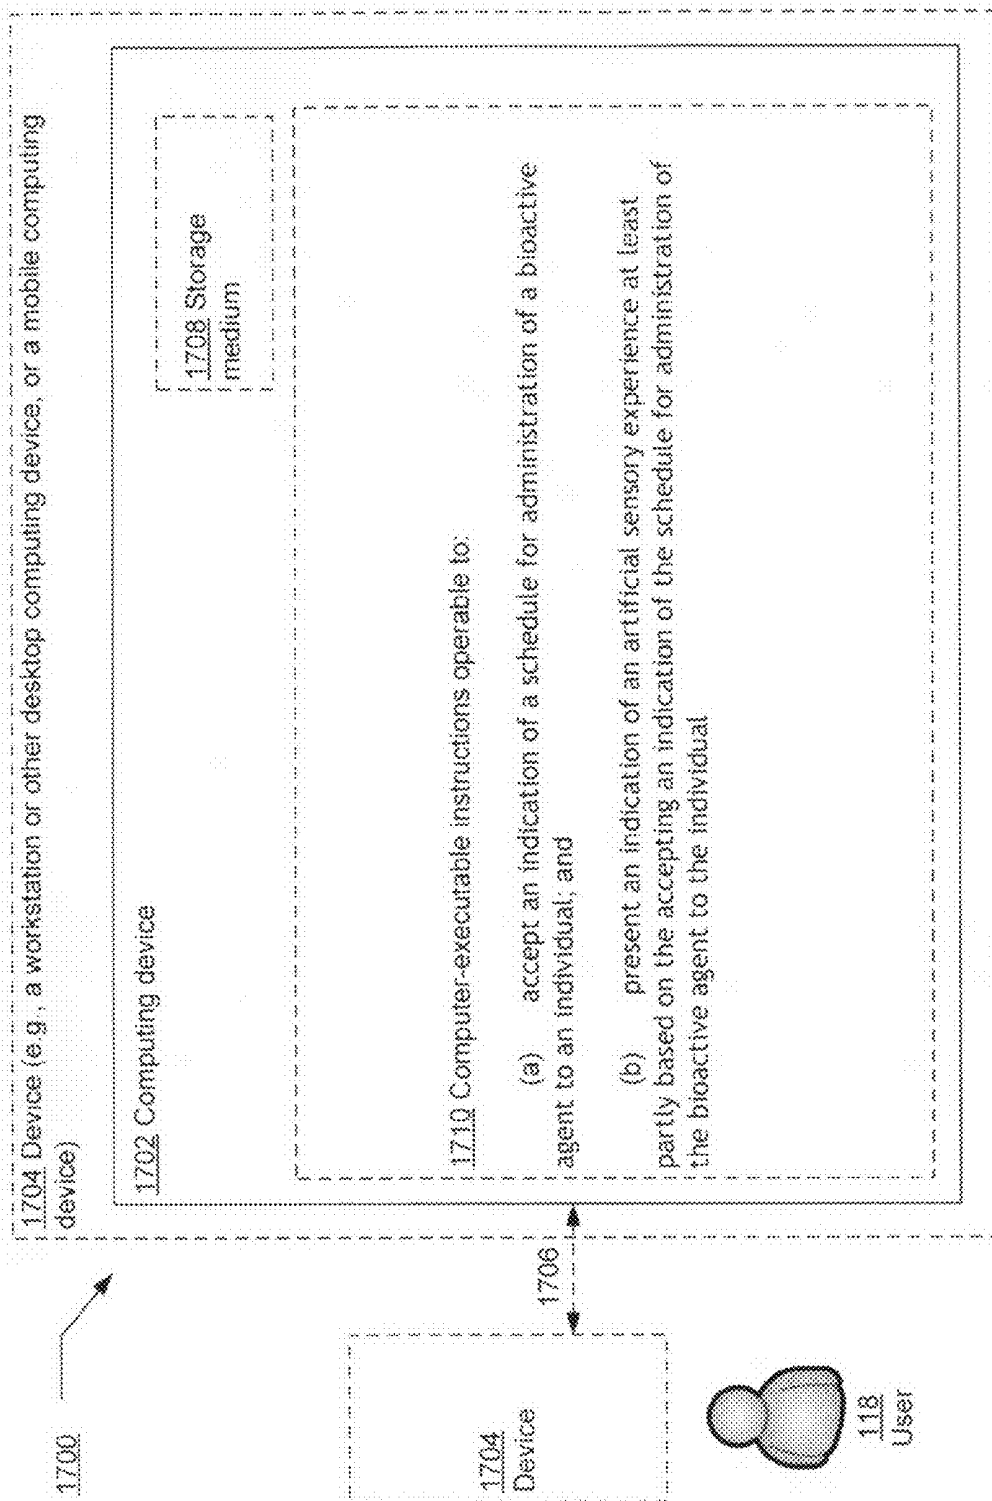 1700
1704 Device (e.g., a workstation or other desktop computing device, or a mobile computing
device)
1702 Computing device
1708 Storage
medium
1710 Computer-executable instructions operable to:
(a) accept an indication of a schedule for administration of a bioactive
agent to an individual; and
(b) present an indication of an artificial sensory experience at least
partly based on the accepting an indication of the schedule for administration of
the bioactive agent to the individual
1706
1704
Device
118
User